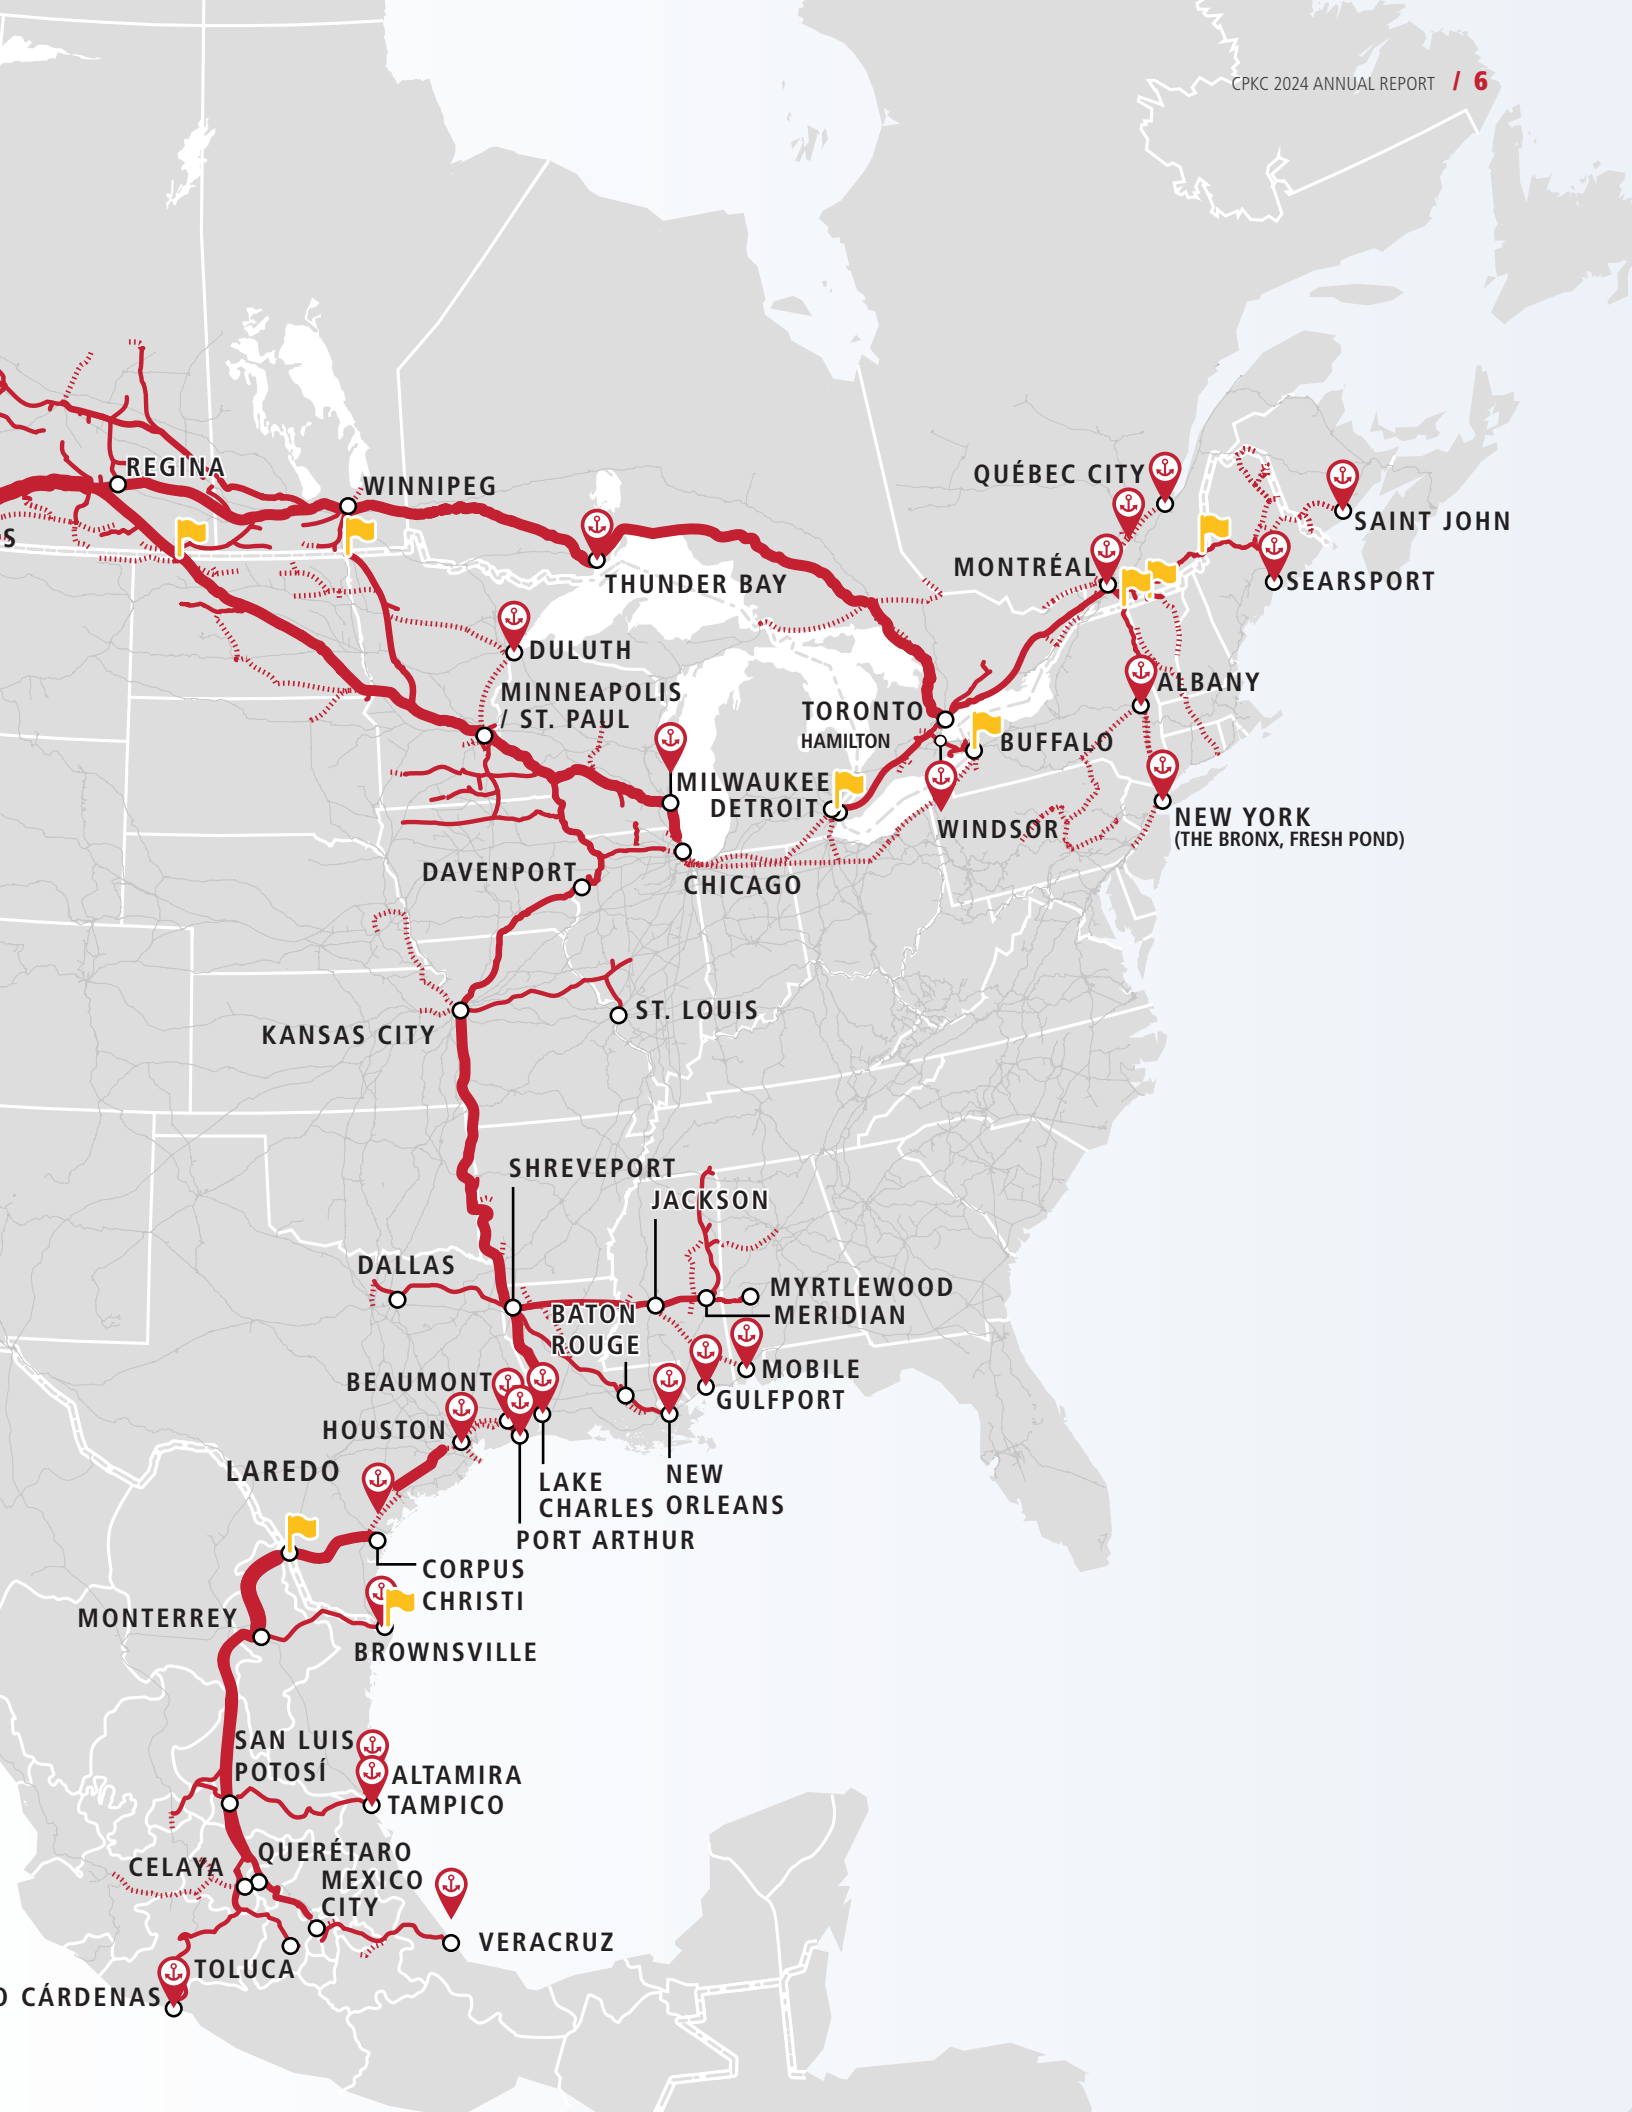 CPKC 2024 ANNUAL REPORT / 6
REGINA
WINNIPEG
QUÉBEC CITY
SAINT JOHN
S
MONTRÉAL
SEARSPORT
THUNDER BAY
DULUTH
ALBANY
MINNEAPOLIS
/ ST. PAUL
TORONTO
HAMILTON
BUFFALO
MILWAUKEE
DETROIT
WINDSOR
NEW YORK
(THE BRONX, FRESH POND)
DAVENPORT
CHICAGO
ST. LOUIS
KANSAS CITY
SHREVEPORT
JACKSON
DALLAS
MYRTLEWOOD
MERIDIAN
BATON
ROUGE
MOBILE
GULFPORT
BEAUMONT
HOUSTON
LAREDO
LAKE
CHARLES
NEW
ORLEANS
PORT ARTHUR
CORPUS
CHRISTI
MONTERREY
BROWNSVILLE
SAN LUIS
POTOSÍ
ALTAMIRA
TAMPICO
QUERÉTARO
CELAYA
MEXICO
CITY
VERACRUZ
TOLUCA
O CÁRDENAS